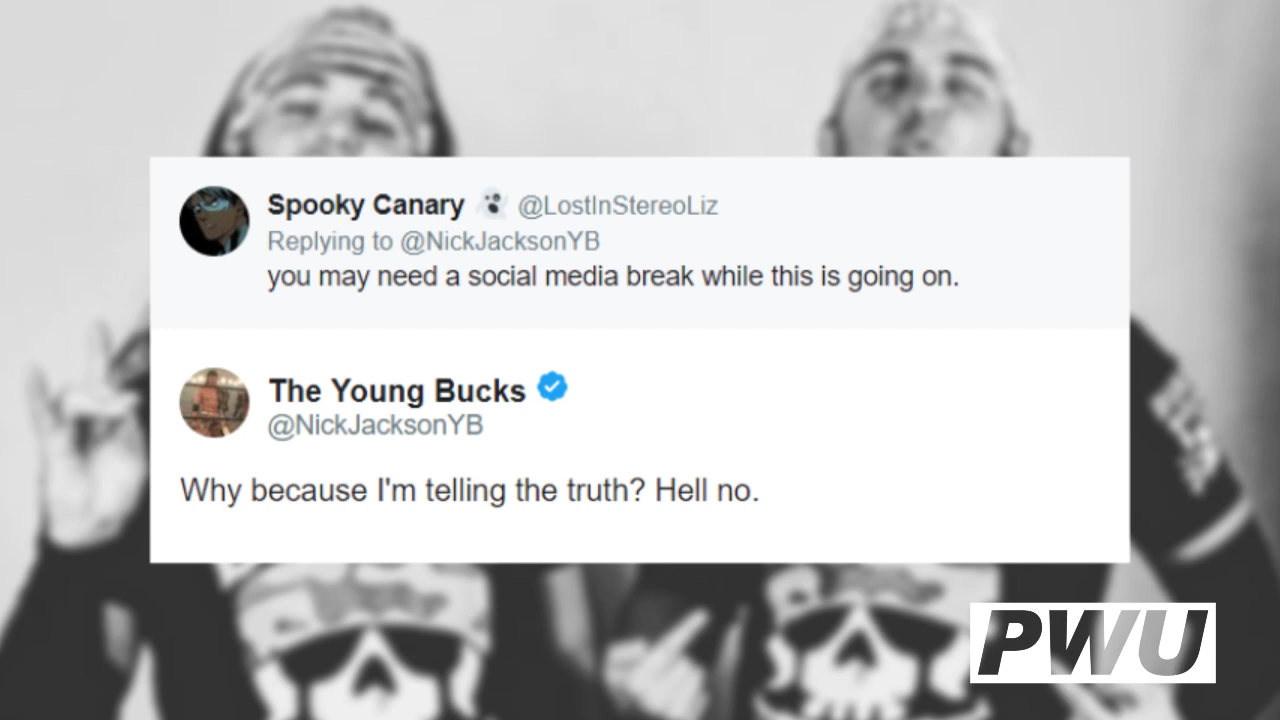 Spooky Canary 👻 @LostInStereoLiz
Replying to @NickJacksonYB
you may need a social media break while this is going on.
The Young Bucks
@NickJacksonYB
Why because I'm telling the truth? Hell no.
PWU